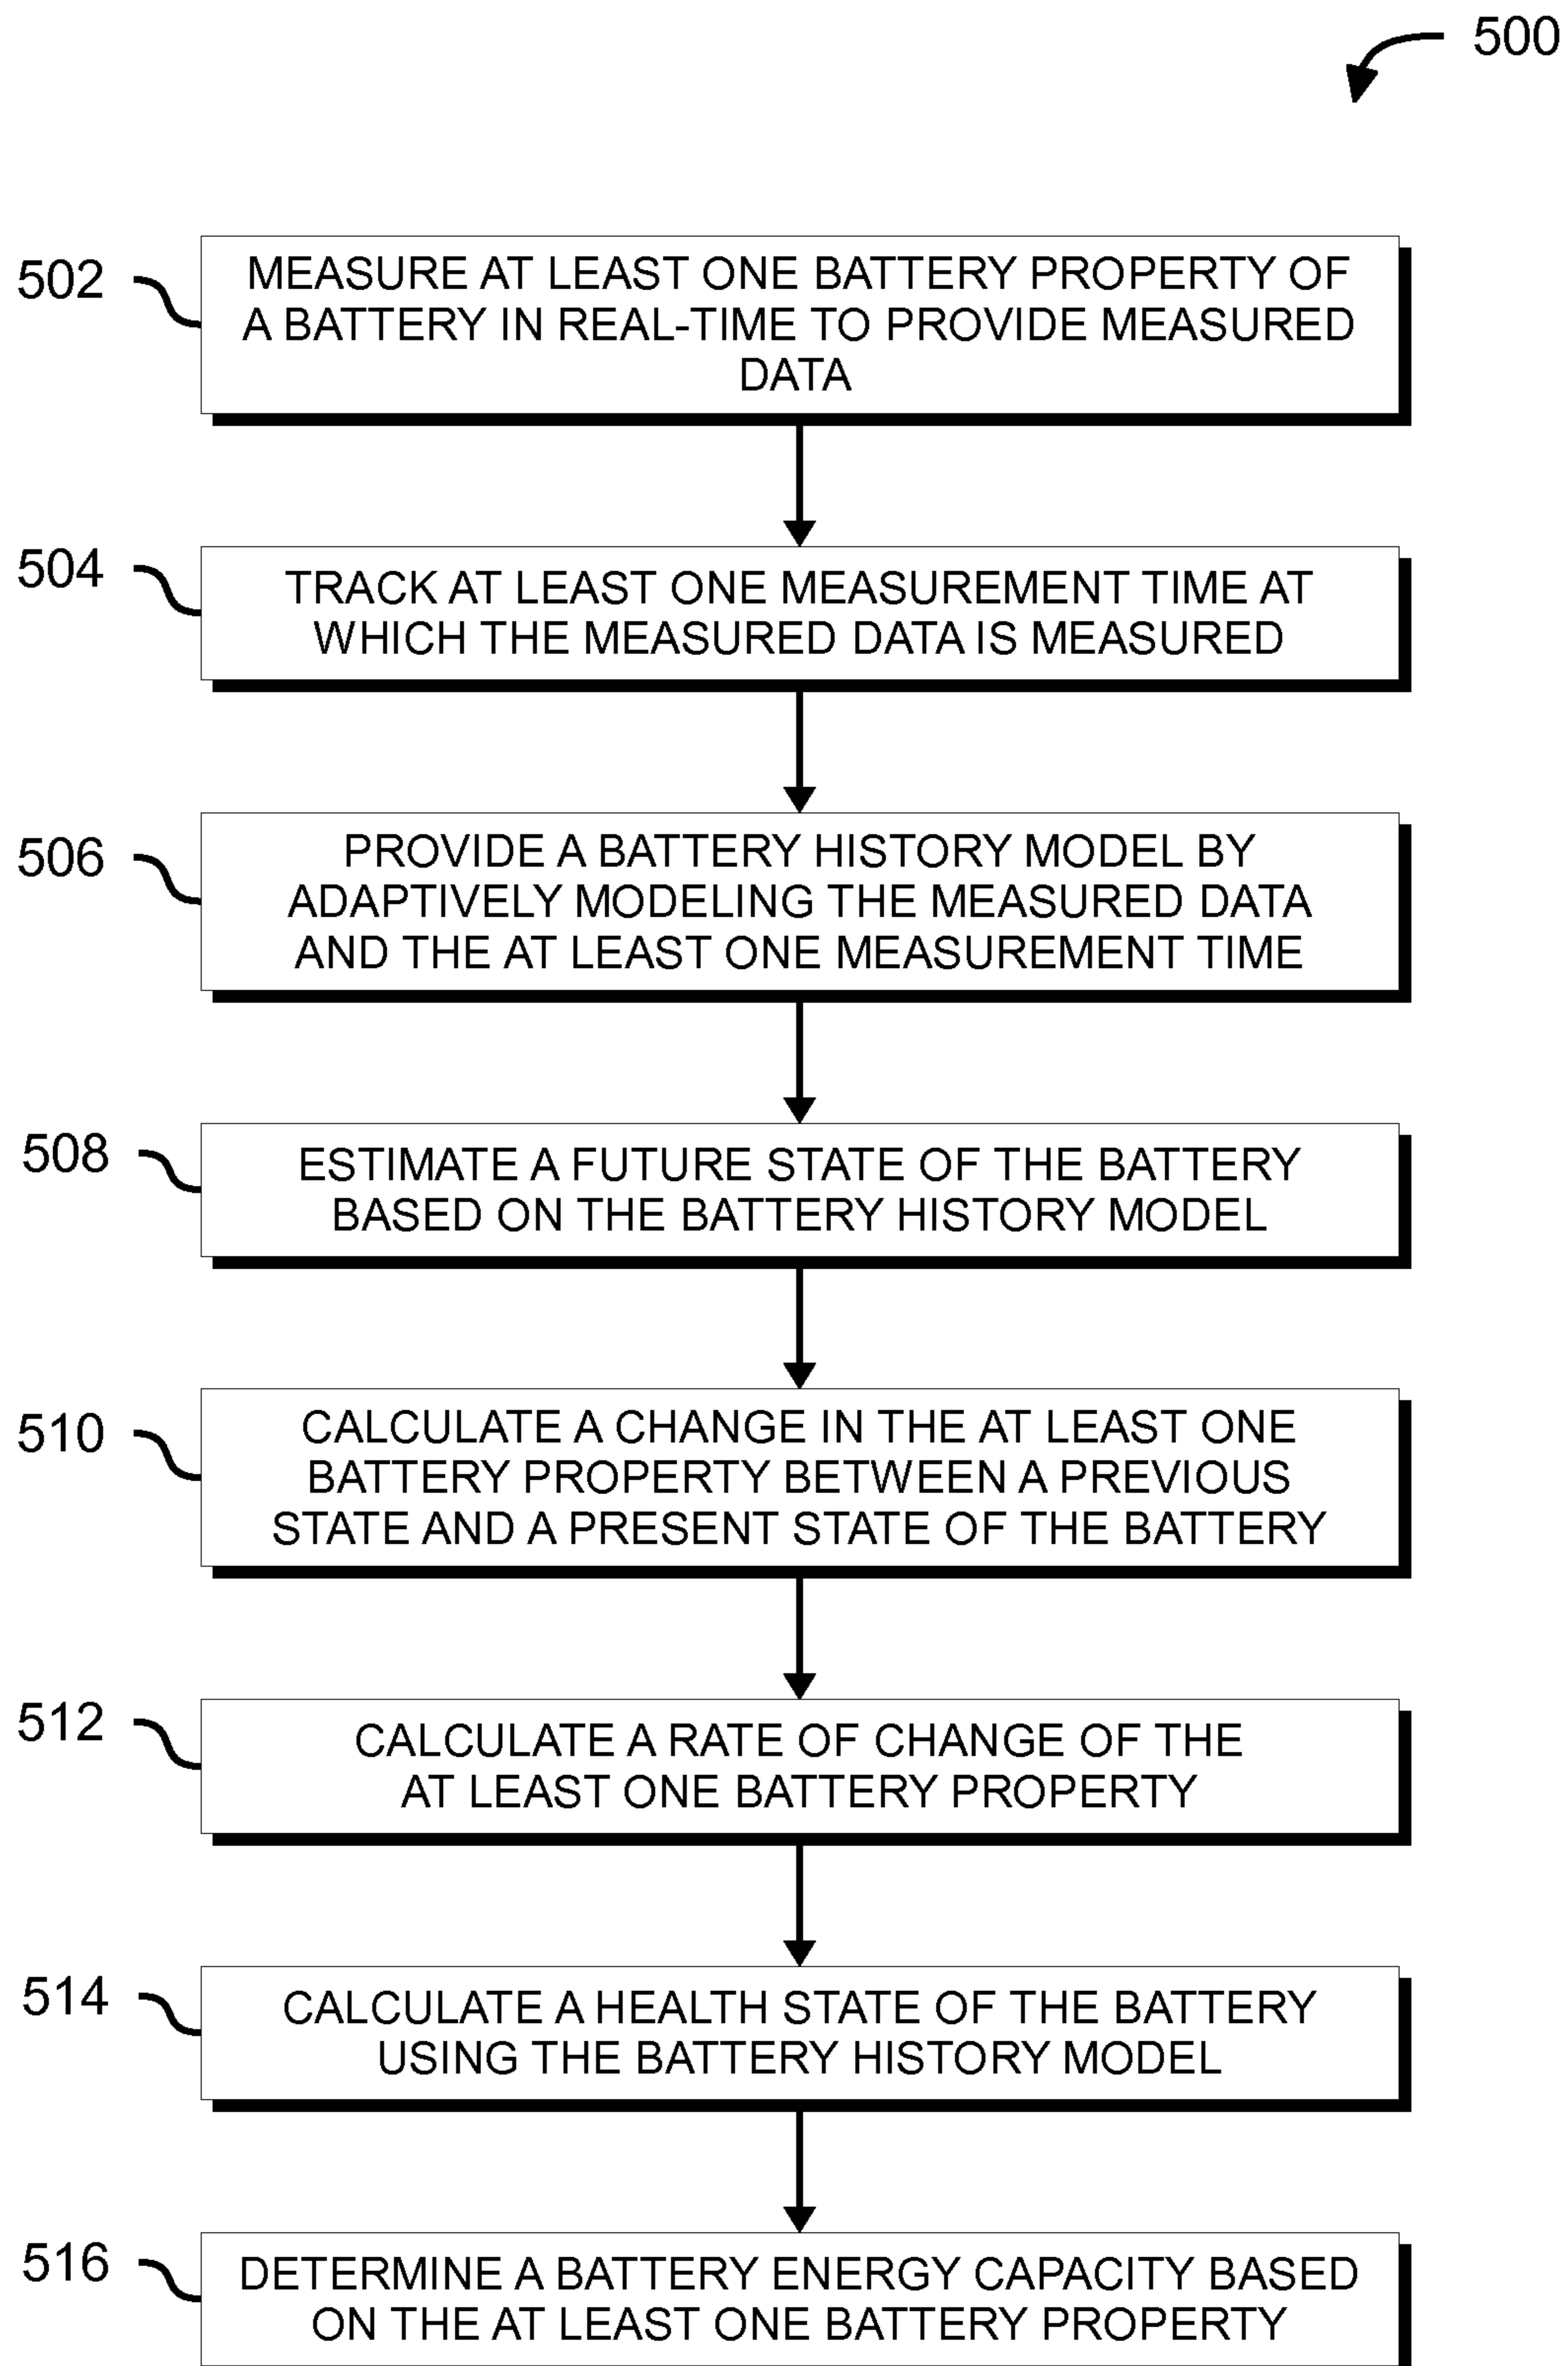 500
502
MEASURE AT LEAST ONE BATTERY PROPERTY OF
A BATTERY IN REAL-TIME TO PROVIDE MEASURED
DATA
504
TRACK AT LEAST ONE MEASUREMENT TIME AT
WHICH THE MEASURED DATA IS MEASURED
506
PROVIDE A BATTERY HISTORY MODEL BY
ADAPTIVELY MODELING THE MEASURED DATA
AND THE AT LEAST ONE MEASUREMENT TIME
508
ESTIMATE A FUTURE STATE OF THE BATTERY
BASED ON THE BATTERY HISTORY MODEL
510
CALCULATE A CHANGE IN THE AT LEAST ONE
BATTERY PROPERTY BETWEEN A PREVIOUS
STATE AND A PRESENT STATE OF THE BATTERY
512
CALCULATE A RATE OF CHANGE OF THE
AT LEAST ONE BATTERY PROPERTY
514
CALCULATE A HEALTH STATE OF THE BATTERY
USING THE BATTERY HISTORY MODEL
516
DETERMINE A BATTERY ENERGY CAPACITY BASED
ON THE AT LEAST ONE BATTERY PROPERTY